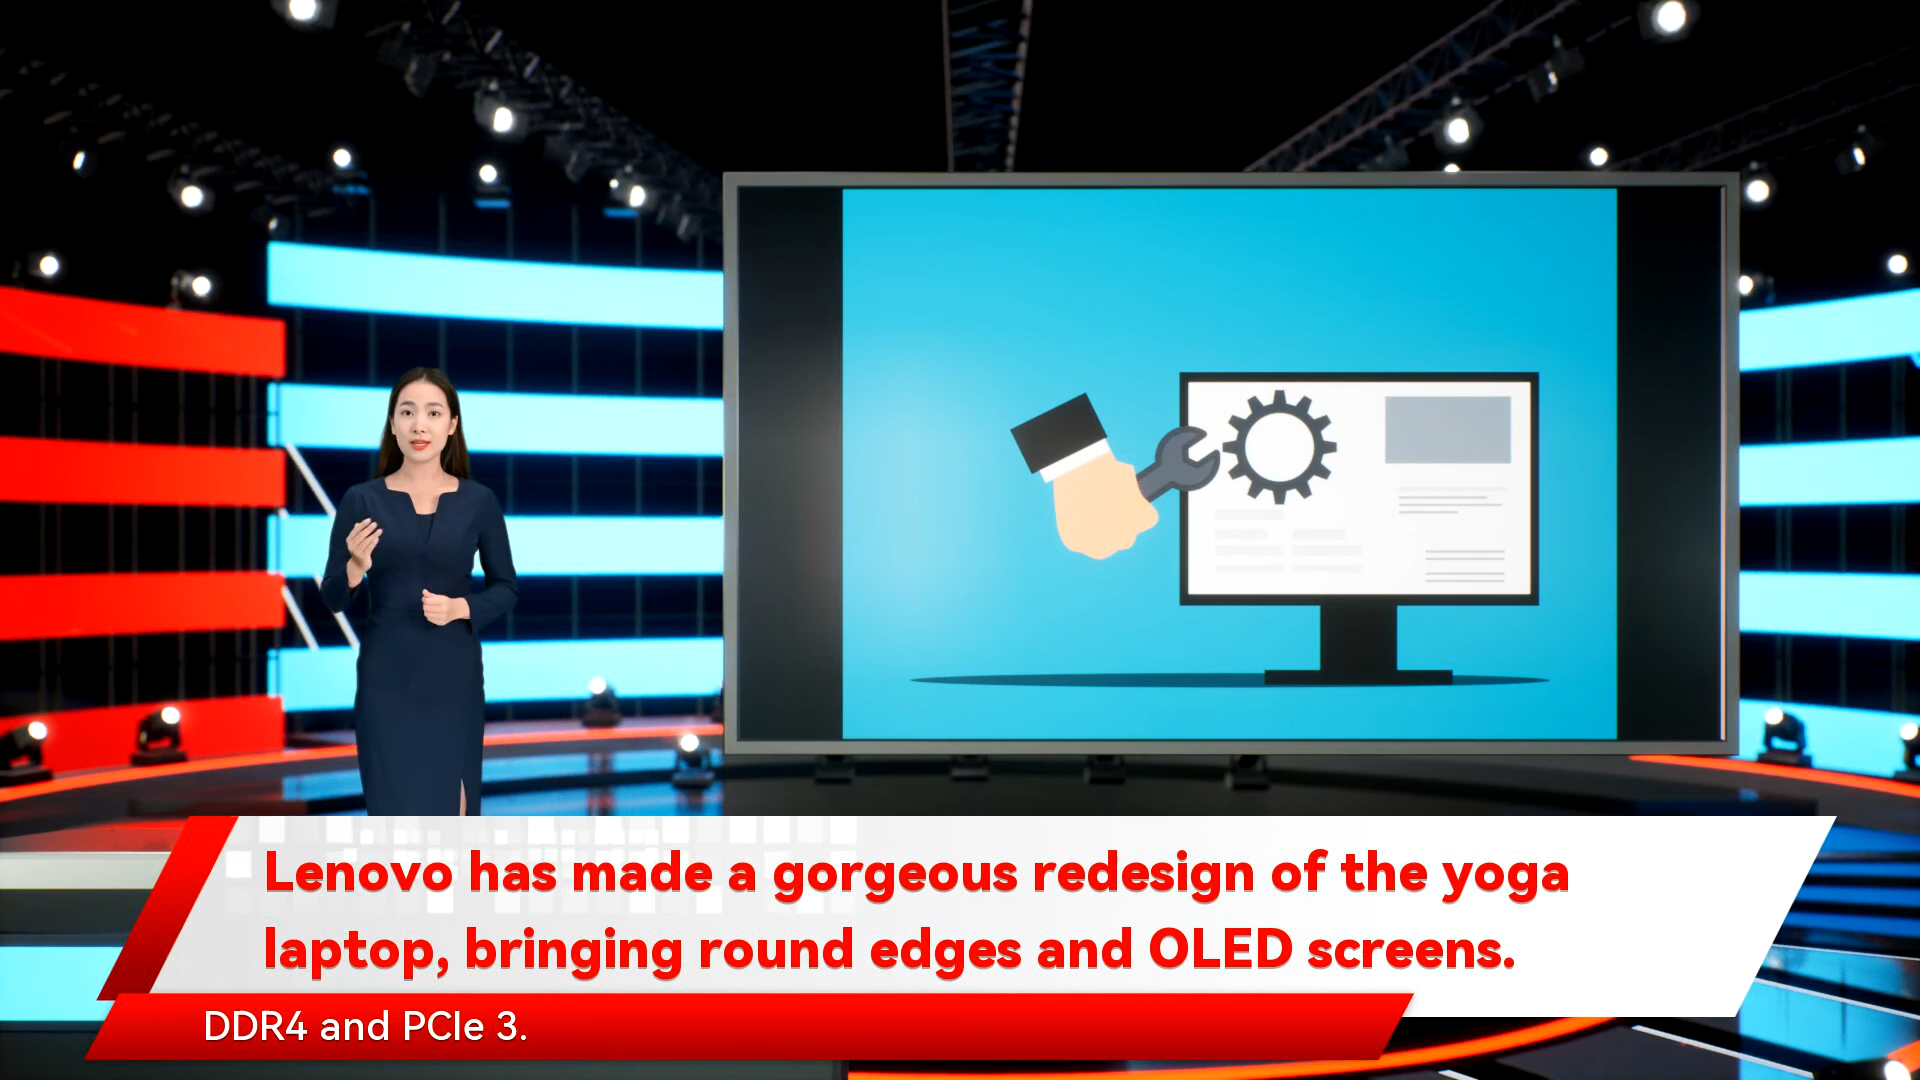 Lenovo has made a gorgeous redesign of the yoga
laptop, bringing round edges and OLED screens.
DDR4 and PCIe 3.